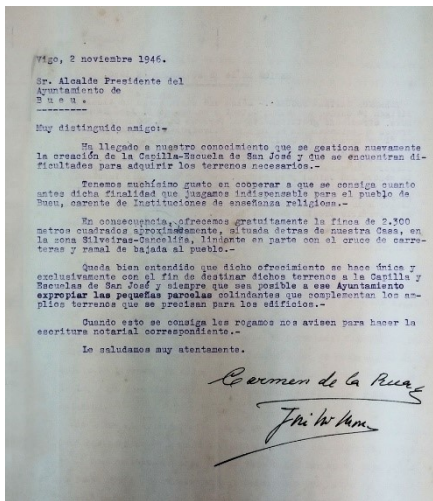 Vigo, 2 noviembre 1946.
Sr. Alcalde Presidente del
Ayuntamiento de
B u e u .
Muy distinguido amigo:-
Ha llegado a nuestro conocimiento que se gestiona nuevamente
la creación de la Capilla-Escuela de San José y que se encuentran di-
ficultades para adquirir los terrenos necesarios.-
Tenemos muchísimo gusto en cooperar a que se consiga cuanto
antes dicha finalidad que juzgamos indispensable para el pueblo de
Bueu, carente de Instituciones de enseñanza religiosa.-
En consecuencia, ofrecemos gratuitamente la finca de 2.300
metros cuadrados aproximadamente, situada detras de nuestra Casa, en
la zona Silveiras-Canceliña, lindante en parte con el cruce de carre-
teras y ramal de bajada al pueblo.-
Queda bien entendido que dicho ofrecimiento se hace única y
exclusivamente con el fin de destinar dichos terrenos a la Capilla y
Escuelas de San José y siempre que sea posible a ese Ayuntamiento
expropiar las pequeñas parcelas colindantes que complementan los am-
plios terrenos que se precisan para los edificios.-
Cuando esto se consiga les rogamos nos avisen para hacer la
escritura notarial correspondiente.-
Le saludamos muy atentamente.
Carmen de la Rua